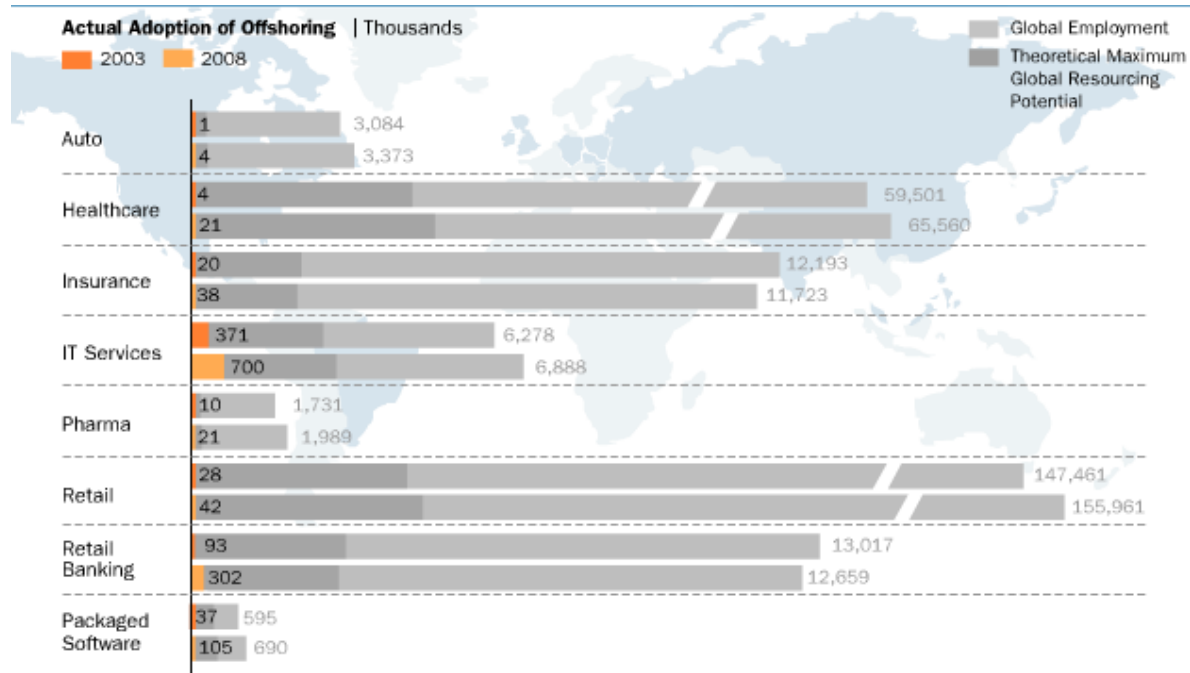 Actual Adoption of Offshoring | Thousands
2003 2008
Global Employment
Theoretical Maximum
Global Resourcing
Potential
Auto
1 3,084
4 3,373
Healthcare
4 59,501
21 65,560
Insurance
20 12,193
38 11,723
IT Services
371 6,278
700 6,888
Pharma
10 1,731
21 1,989
Retail
28 147,461
42 155,961
Retail
Banking
93 13,017
302 12,659
Packaged
Software
37 595
105 690